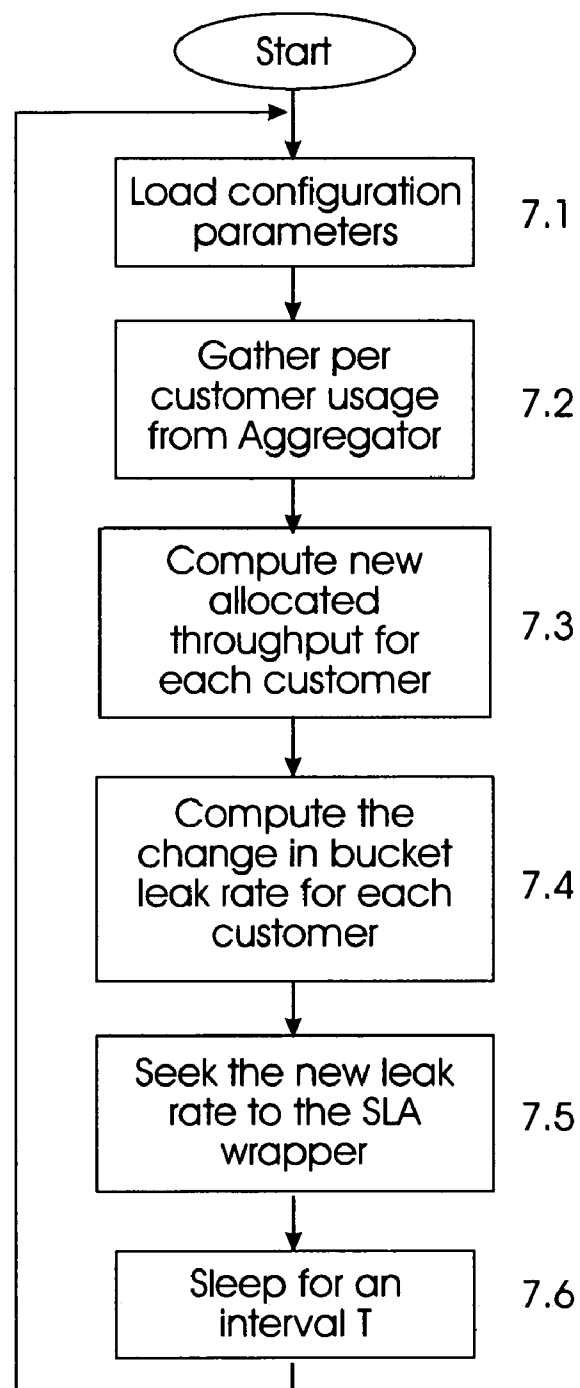 Start
Load configuration
parameters
7.1
Gather per
customer usage
from Aggregator
7.2
Compute new
allocated
throughput for
each customer
7.3
Compute the
change in bucket
leak rate for each
customer
7.4
Seek the new leak
rate to the SLA
wrapper
7.5
Sleep for an
interval T
7.6